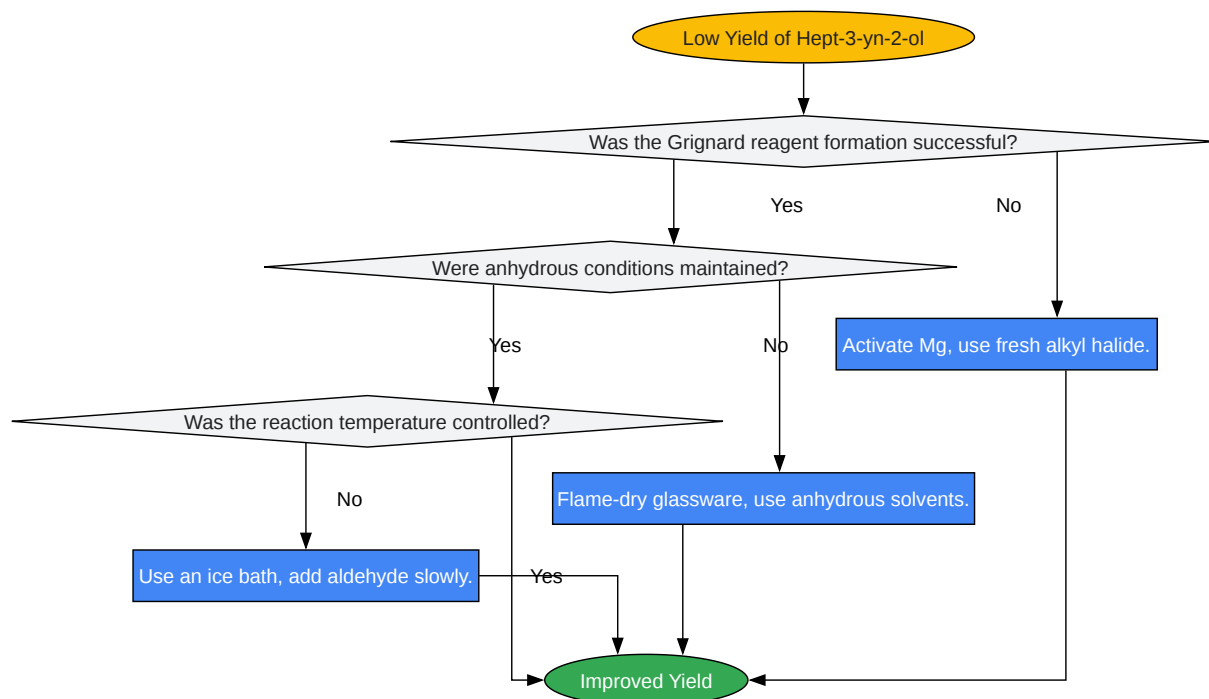 Low Yield of Hept-3-yn-2-ol
Was the Grignard reagent formation successful?
Yes
No
Were anhydrous conditions maintained?
Yes
No
Activate Mg, use fresh alkyl halide.
Was the reaction temperature controlled?
No
Flame-dry glassware, use anhydrous solvents.
Use an ice bath, add aldehyde slowly.
Yes
Improved Yield